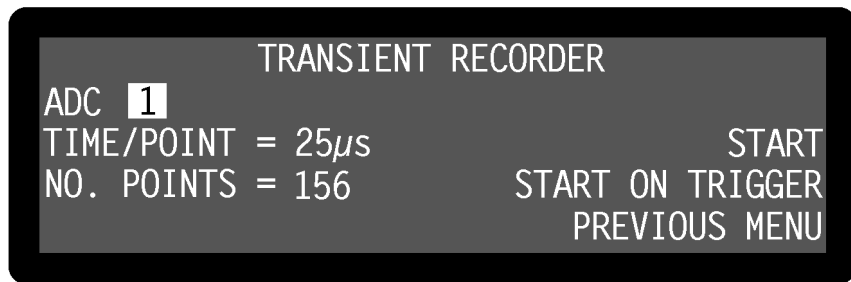 TRANSIENT RECORDER
ADC 1
TIME/POINT = 25µs START
NO. POINTS = 156 START ON TRIGGER
PREVIOUS MENU